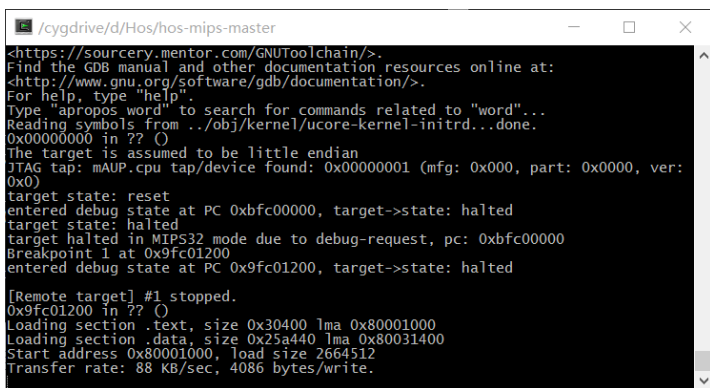 /cygdrive/d/Hos/hos-mips-master
<https://sourcery.mentor.com/GNUToolchain/>.
Find the GDB manual and other documentation resources online at:
<http://www.gnu.org/software/gdb/documentation/>.
For help, type "help".
Type "apropos word" to search for commands related to "word"...
Reading symbols from ../obj/kernel/ucore-kernel-initrd...done.
0x00000000 in ?? ()
The target is assumed to be little endian
JTAG tap: mAUP.cpu tap/device found: 0x00000001 (mfg: 0x000, part: 0x0000, ver:
0x0)
target state: reset
entered debug state at PC 0xbfc00000, target->state: halted
target state: halted
target halted in MIPS32 mode due to debug-request, pc: 0xbfc00000
Breakpoint 1 at 0x9fc01200
entered debug state at PC 0x9fc01200, target->state: halted
[Remote target] #1 stopped.
0x9fc01200 in ?? ()
Loading section .text, size 0x30400 lma 0x80001000
Loading section .data, size 0x25a440 lma 0x80031400
Start address 0x80001000, load size 2664512
Transfer rate: 88 KB/sec, 4086 bytes/write.